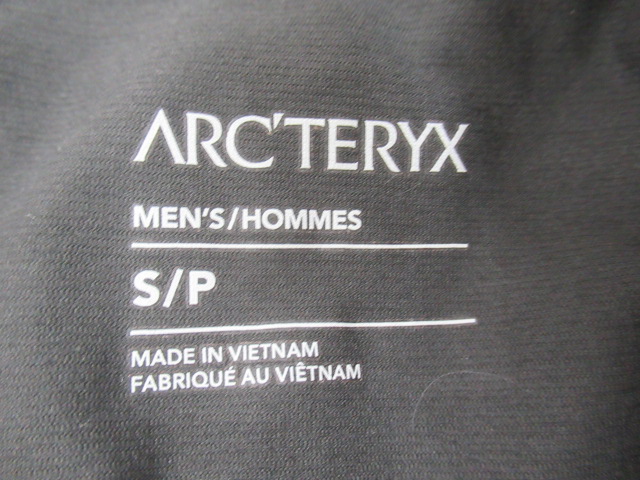 ARC'TERYX
MEN'S/HOMMES
S/P
MADE IN VIETNAM
FABRIQUÉ AU VIÊTNAM